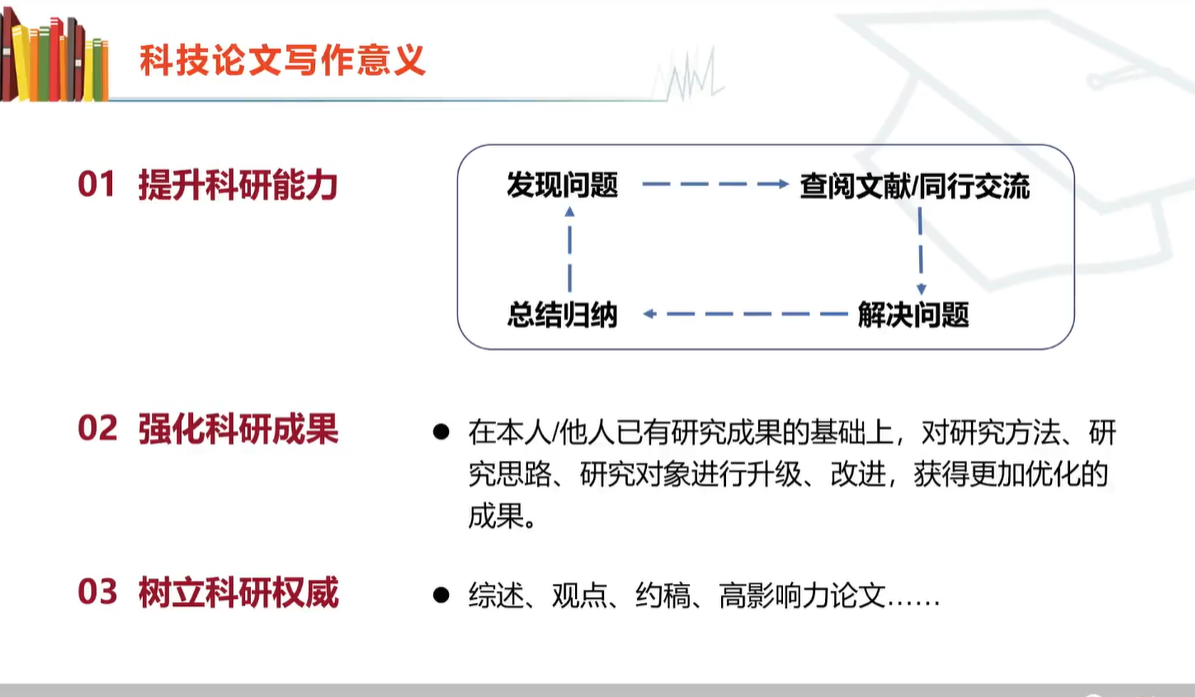 科技论文写作意义
01 提升科研能力
发现问题
查阅文献/同行交流
总结归纳
解决问题
02 强化科研成果
● 在本人/他人已有研究成果的基础上，对研究方法、研
究思路、研究对象进行升级、改进，获得更加优化的
成果。
03 树立科研权威
● 综述、观点、约稿、高影响力论文……